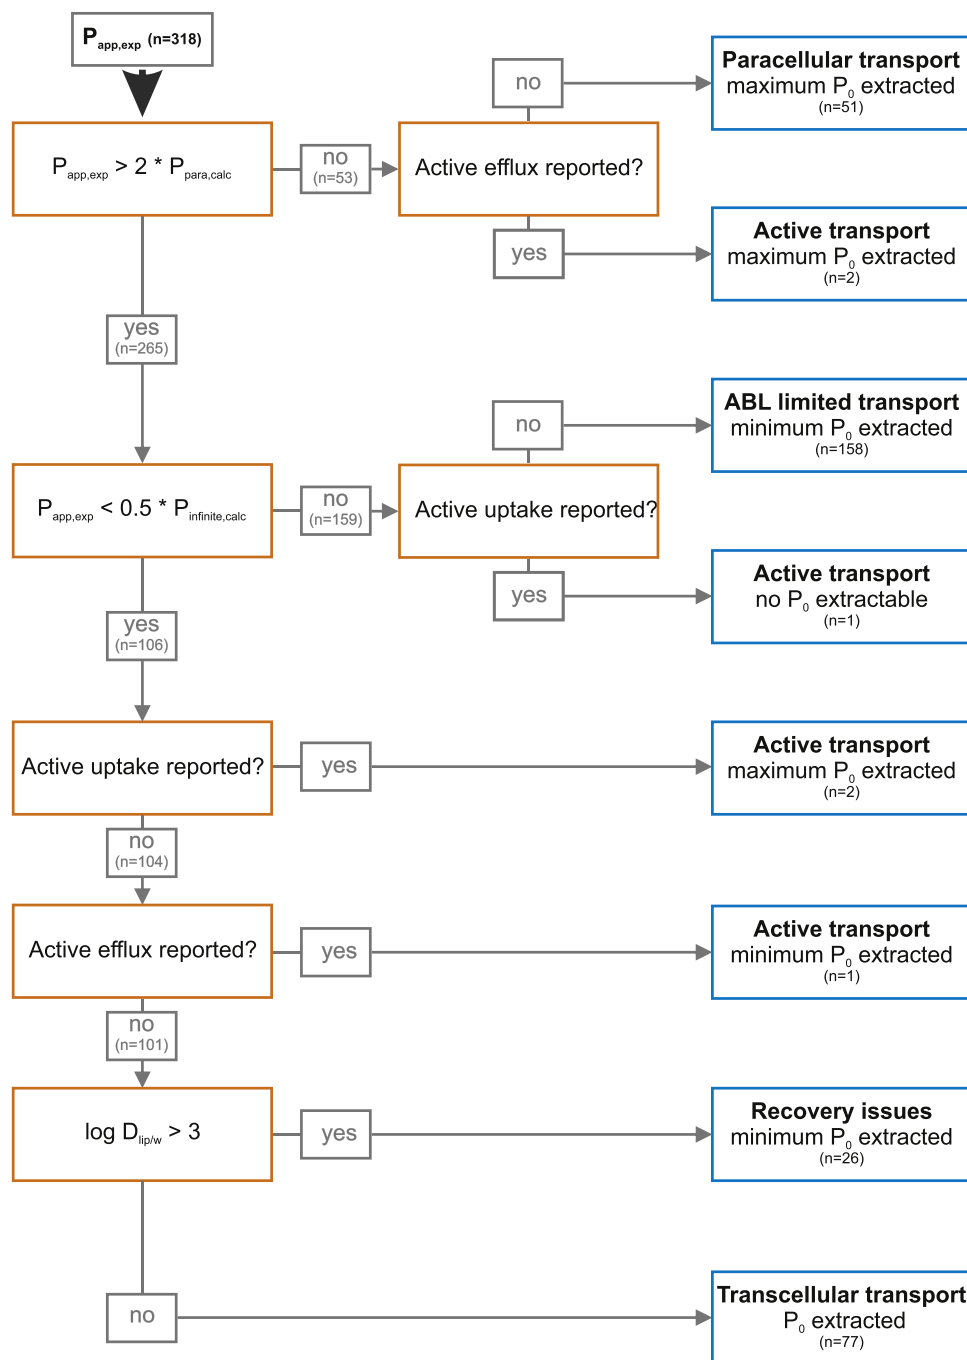 P app,exp (n=318)
P app,exp > 2 * P para,calc
no
(n=53)
Active efflux reported?
no
Paracellular transport
maximum P0 extracted
(n=51)
yes
Active transport
maximum P0 extracted
(n=2)
yes
(n=265)
P app,exp < 0.5 * P infinite,calc
no
(n=159)
Active uptake reported?
no
ABL limited transport
minimum P0 extracted
(n=158)
yes
Active transport
no P0 extractable
(n=1)
yes
(n=106)
Active uptake reported?
yes
Active transport
maximum P0 extracted
(n=2)
no
(n=104)
Active efflux reported?
yes
Active transport
minimum P0 extracted
(n=1)
no
(n=101)
log D lip/w > 3
yes
Recovery issues
minimum P0 extracted
(n=26)
no
Transcellular transport
P0 extracted
(n=77)